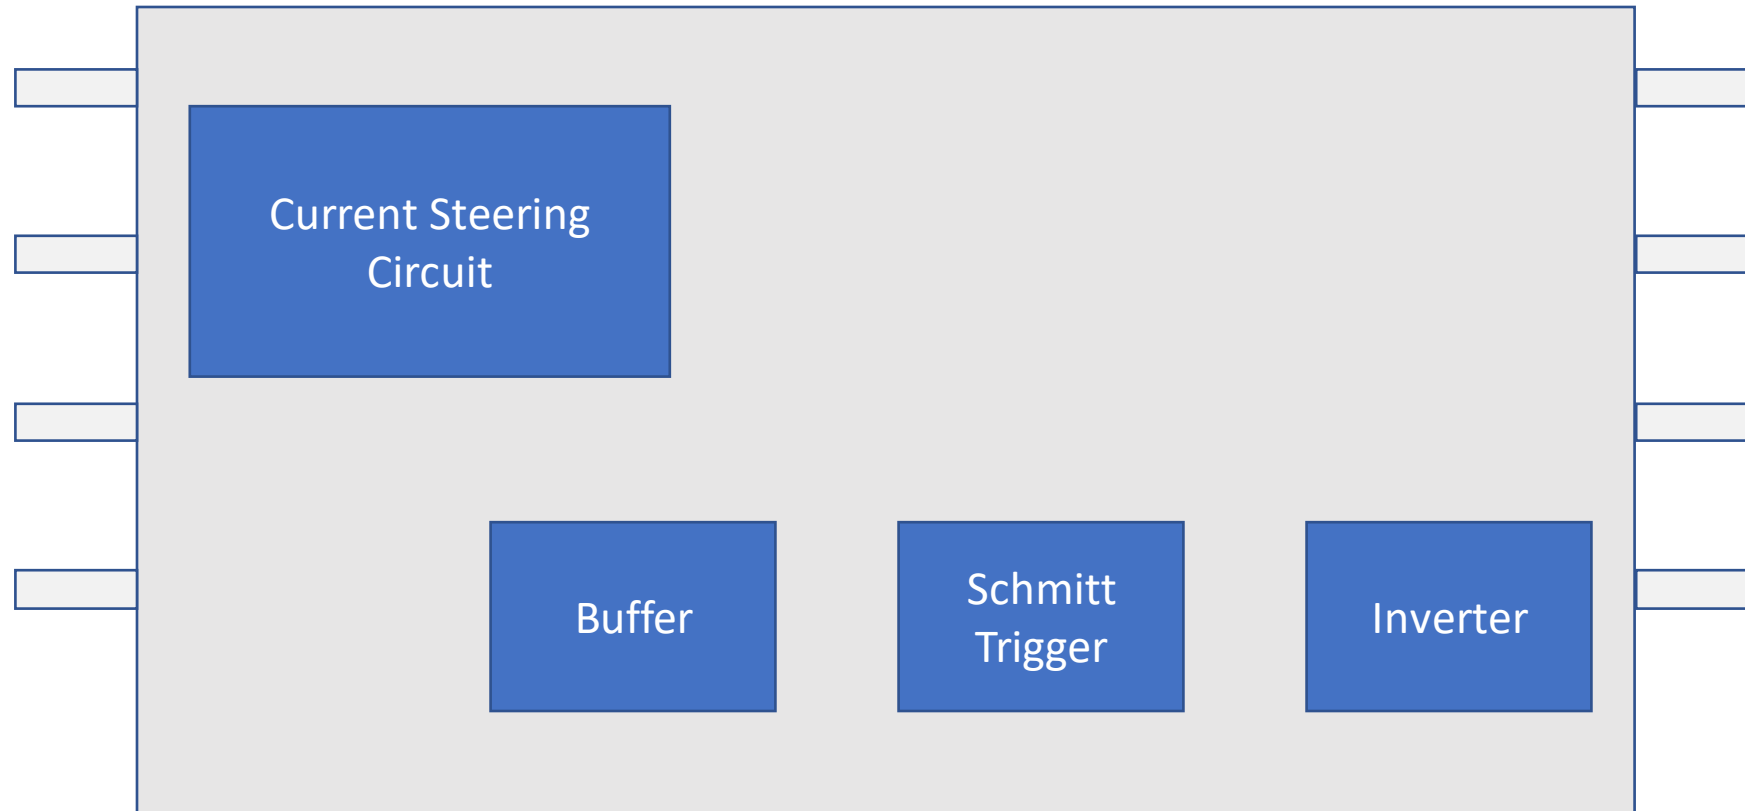 Current Steering
Circuit
Buffer
Schmitt
Trigger
Inverter